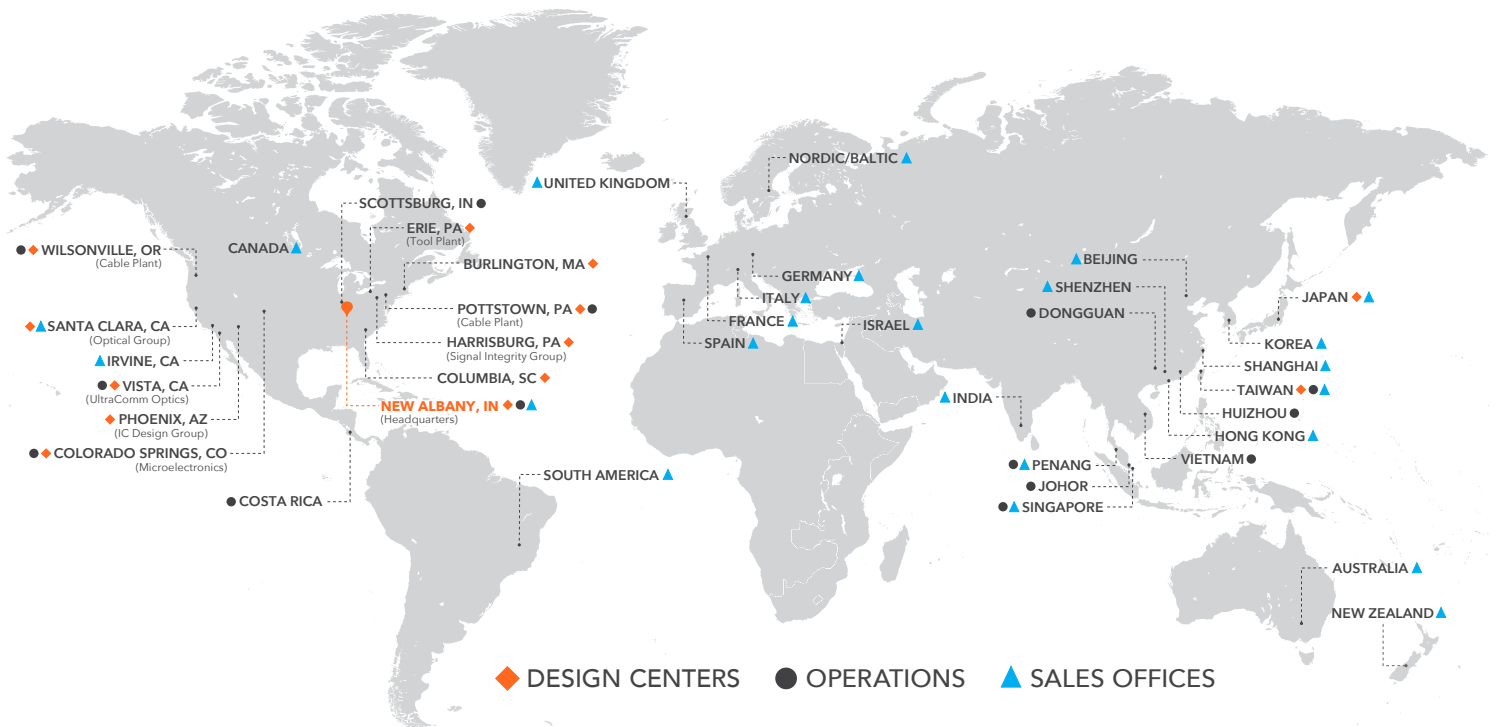 NORDIC/BALTIC
UNITED KINGDOM
SCOTTSBURG, IN
ERIE, PA
(Tool Plant)
WILSONVILLE, OR
(Cable Plant)
CANADA
BURLINGTON, MA
BEIJING
GERMANY
SHENZHEN
ITALY
JAPAN
POTTSTOWN, PA
(Cable Plant)
DONGGUAN
SANTA CLARA, CA
(Optical Group)
FRANCE
ISRAEL
HARRISBURG, PA
(Signal Integrity Group)
SPAIN
KOREA
IRVINE, CA
SHANGHAI
COLUMBIA, SC
VISTA, CA
(UltraComm Optics)
TAIWAN
INDIA
NEW ALBANY, IN
(Headquarters)
HUIZHOU
PHOENIX, AZ
(IC Design Group)
HONG KONG
COLORADO SPRINGS, CO
(Microelectronics)
VIETNAM
PENANG
SOUTH AMERICA
JOHOR
COSTA RICA
SINGAPORE
AUSTRALIA
NEW ZEALAND
DESIGN CENTERS
OPERATIONS
SALES OFFICES